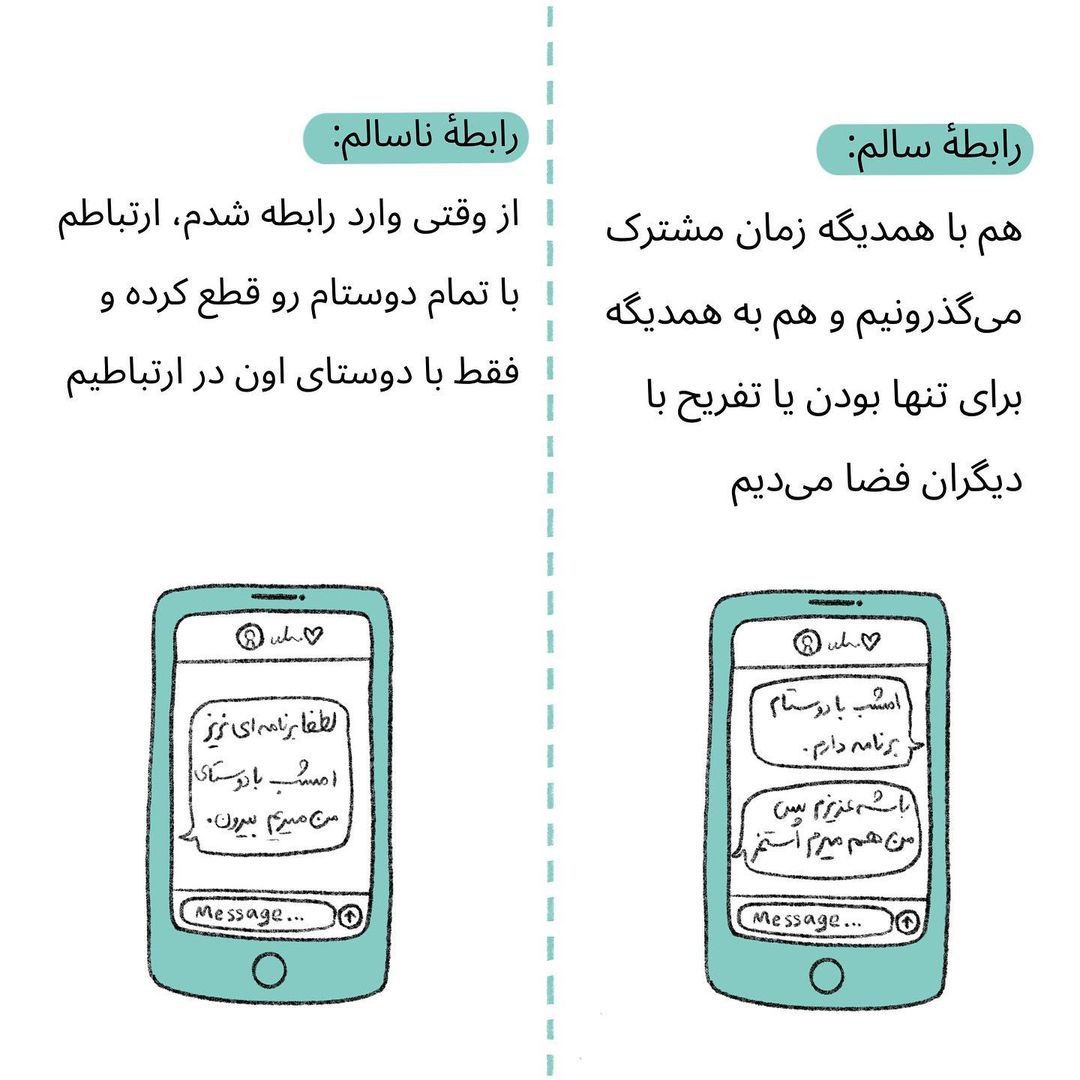 رابطهٔ سالم:
هم با همدیگه زمان مشترک
می‌گذرونیم و هم به همدیگه
برای تنها بودن یا تفریح با
دیگران فضا می‌دیم
امشب با دوستام
برنامه دارم.
باشه عزیزم پس
من هم میرم استخر
Message...
رابطهٔ ناسالم:
از وقتی وارد رابطه شدم، ارتباطم
با تمام دوستام رو قطع کرده و
فقط با دوستای اون در ارتباطیم
لطفا برنامه‌ای نریز
امشب با دوستای
من میریم بیرون.
Message...